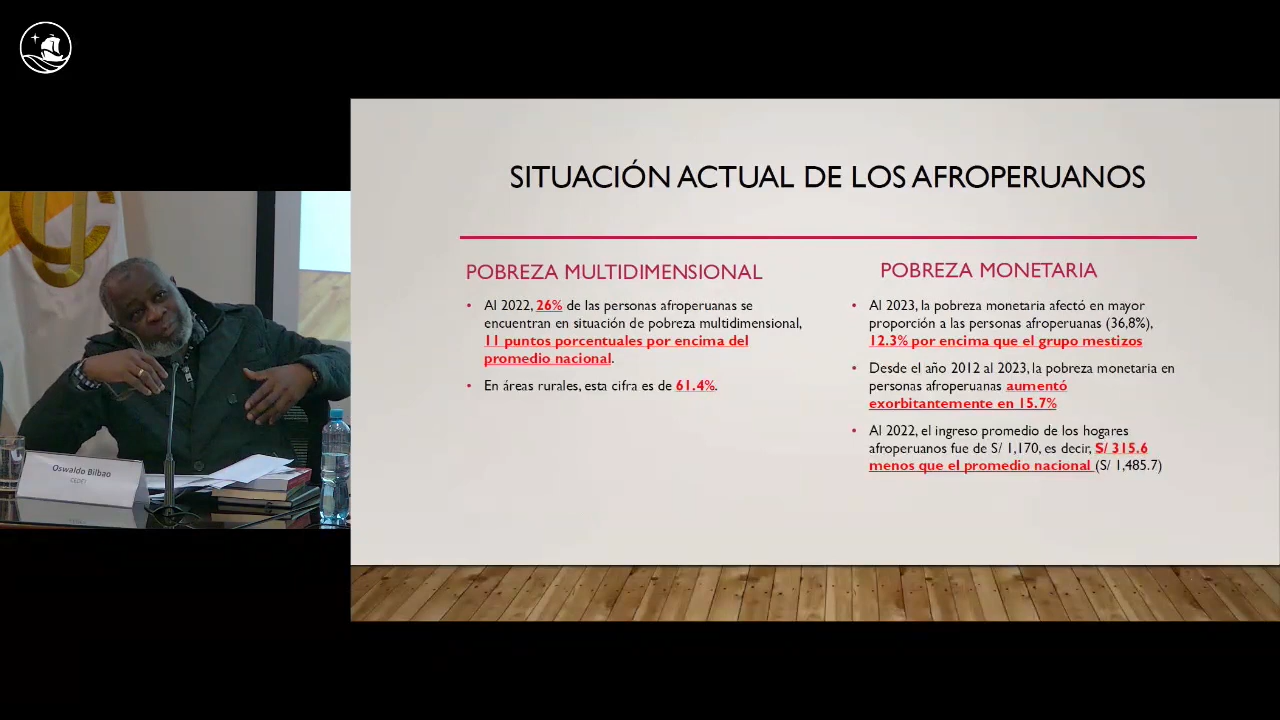 SITUACIÓN ACTUAL DE LOS AFROPERUANOS
POBREZA MULTIDIMENSIONAL
• Al 2022, 26% de las personas afroperuanas se
encuentran en situación de pobreza multidimensional,
11 puntos porcentuales por encima del
promedio nacional.
• En áreas rurales, esta cifra es de 61.4%.
POBREZA MONETARIA
• Al 2023, la pobreza monetaria afectó en mayor
proporción a las personas afroperuanas (36,8%),
12.3% por encima que el grupo mestizos
• Desde el año 2012 al 2023, la pobreza monetaria en
personas afroperuanas aumentó
exorbitantemente en 15.7%
• Al 2022, el ingreso promedio de los hogares
afroperuanos fue de S/ 1,170, es decir, S/ 315.6
menos que el promedio nacional (S/ 1,485.7)
Oswaldo Bilbao